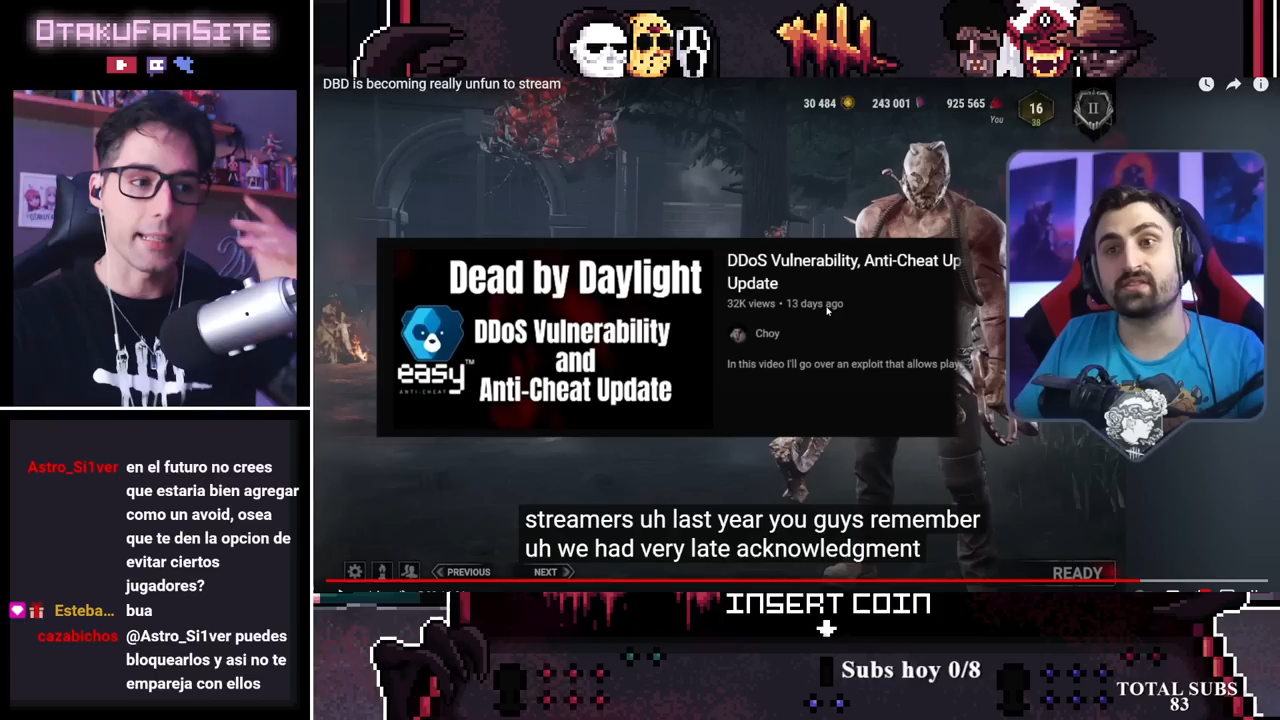 OTAKUFANSITE
DBD is becoming really unfun to stream
30 484
243 001
925 565
You
16
38
II
Dead by Daylight
DDoS Vulnerability
and
Anti-Cheat Update
easy™
ANTI-CHEAT
DDoS Vulnerability, Anti-Cheat Up
Update
32K views • 13 days ago
Choy
In this video I'll go over an exploit that allows play
streamers uh last year you guys remember
uh we had very late acknowledgment
PREVIOUS
NEXT
READY
Astro_Si1ver en el futuro no crees
que estaria bien agregar
como un avoid, osea
que te den la opcion de
evitar ciertos
jugadores?
Esteba... bua
cazabichos @Astro_Si1ver puedes
bloquearlos y asi no te
empareja con ellos
INSERT COIN
Subs hoy 0/8
TOTAL SUBS
83